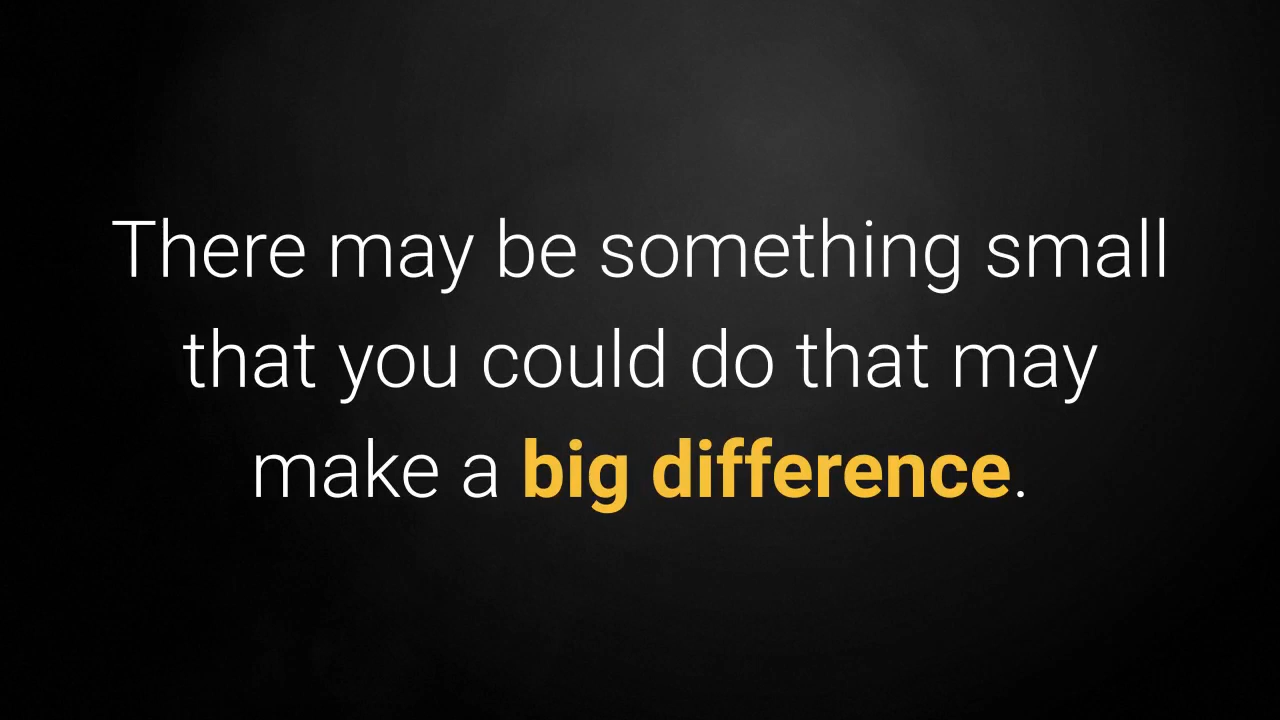 There may be something small
that you could do that may
make a big difference.